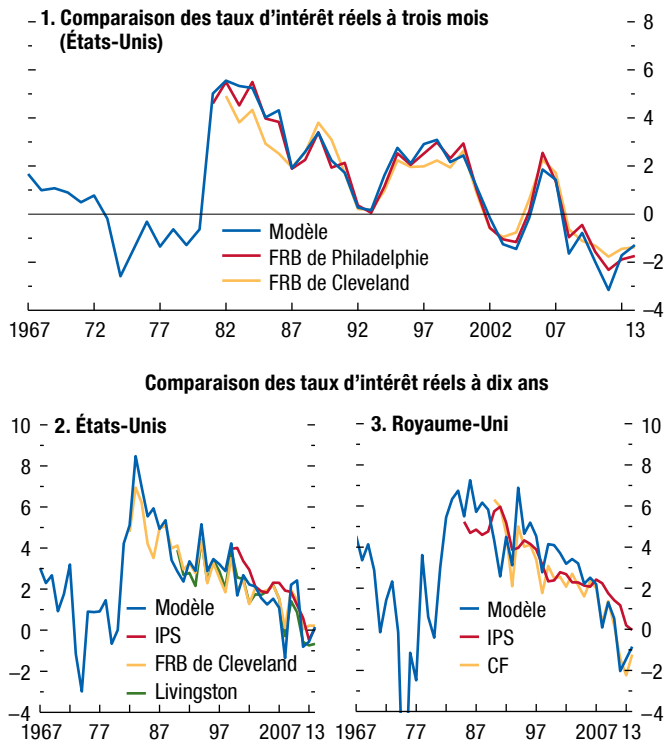 1. Comparaison des taux d'intérêt réels à trois mois
(États-Unis)
8
6
4
2
0
–2
–4
Modèle
FRB de Philadelphie
FRB de Cleveland
1967 72 77 82 87 92 97 2002 07 13
Comparaison des taux d'intérêt réels à dix ans
2. États-Unis
10
8
6
4
2
0
–2
–4
Modèle
IPS
FRB de Cleveland
Livingston
1967 77 87 97 2007 13
3. Royaume-Uni
10
8
6
4
2
0
–2
–4
Modèle
IPS
CF
1967 77 87 97 2007 13